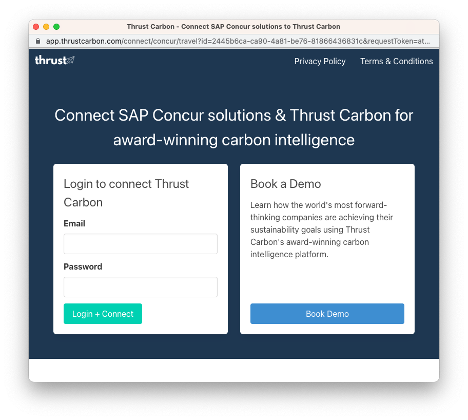 Thrust Carbon - Connect SAP Concur solutions to Thrust Carbon
app.thrustcarbon.com/connect/concur/travel?id=2445b6ca-ca90-4a81-be76-81866436831c&requestToken=at...
thrust
Privacy Policy
Terms & Conditions
Connect SAP Concur solutions & Thrust Carbon for
award-winning carbon intelligence
Login to connect Thrust
Carbon
Email
Password
Login + Connect
Book a Demo
Learn how the world's most forward-
thinking companies are achieving their
sustainability goals using Thrust
Carbon's award-winning carbon
intelligence platform.
Book Demo